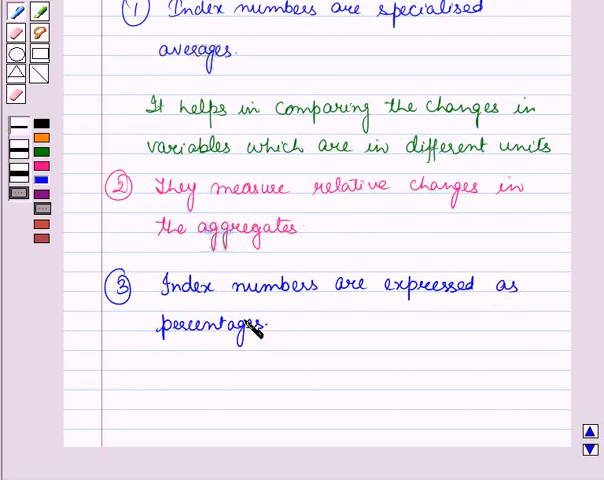 ① Index numbers are specialised
averages.
It helps in comparing the changes in
variables which are in different units
② They measure relative changes in
the aggregates.
③ Index numbers are expressed as
percentages.